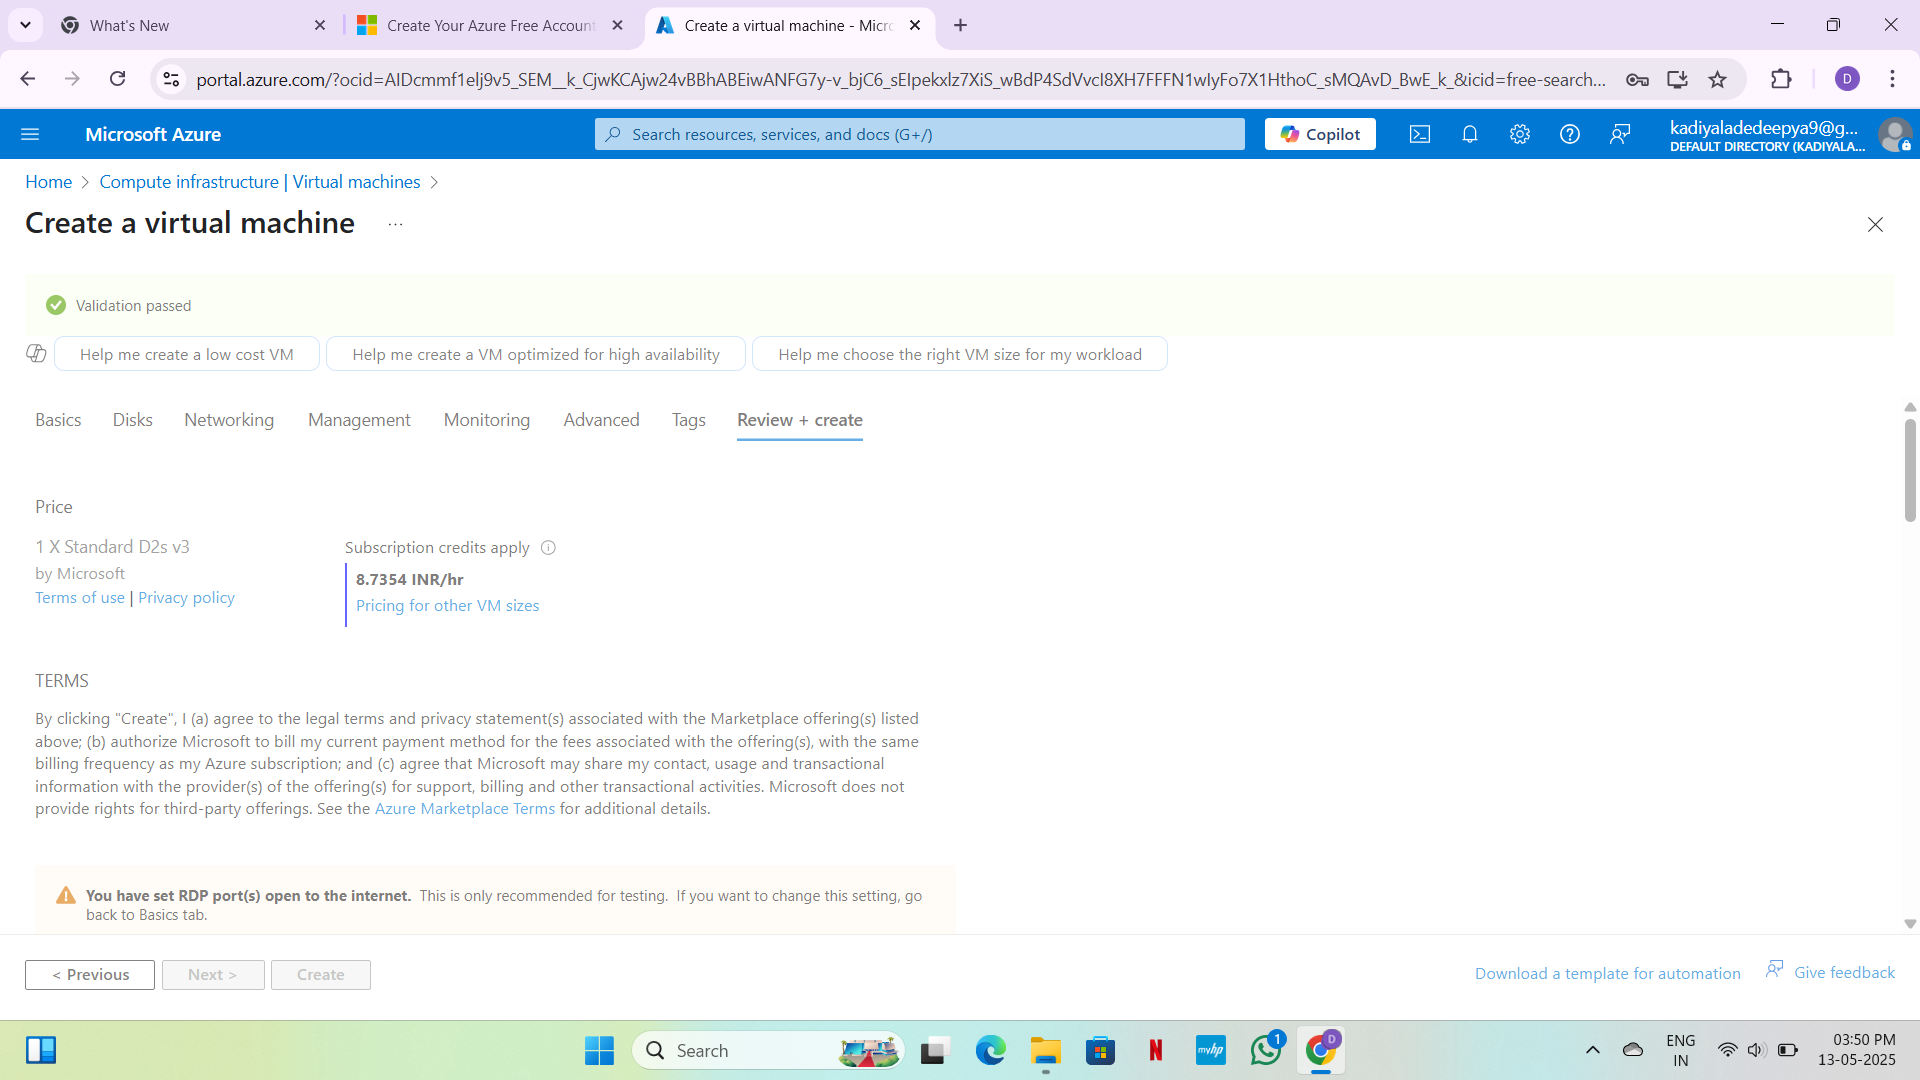 What's New
Create Your Azure Free Account
Create a virtual machine - Micro
portal.azure.com/?ocid=AIDcmmf1elj9v5_SEM__k_CjwKCAjw24vBBhABEiwANFG7y-v_bjC6_sEIpekxlz7XiS_wBdP4SdVvcI8XH7FFFN1wIyFo7X1HthoC_sMQAvD_BwE_k_&icid=free-search...
D
Microsoft Azure
Search resources, services, and docs (G+/)
Copilot
kadiyaladedeepya9@g...
DEFAULT DIRECTORY (KADIYALA...
Home > Compute infrastructure | Virtual machines >
Create a virtual machine ...
Validation passed
Help me create a low cost VM
Help me create a VM optimized for high availability
Help me choose the right VM size for my workload
Basics Disks Networking Management Monitoring Advanced Tags Review + create
Price
1 X Standard D2s v3
by Microsoft
Terms of use | Privacy policy
Subscription credits apply
8.7354 INR/hr
Pricing for other VM sizes
TERMS
By clicking "Create", I (a) agree to the legal terms and privacy statement(s) associated with the Marketplace offering(s) listed
above; (b) authorize Microsoft to bill my current payment method for the fees associated with the offering(s), with the same
billing frequency as my Azure subscription; and (c) agree that Microsoft may share my contact, usage and transactional
information with the provider(s) of the offering(s) for support, billing and other transactional activities. Microsoft does not
provide rights for third-party offerings. See the Azure Marketplace Terms for additional details.
You have set RDP port(s) open to the internet. This is only recommended for testing. If you want to change this setting, go
back to Basics tab.
< Previous
Next >
Create
Download a template for automation
Give feedback
Search
N
myhp
1
D
ENG
IN
03:50 PM
13-05-2025